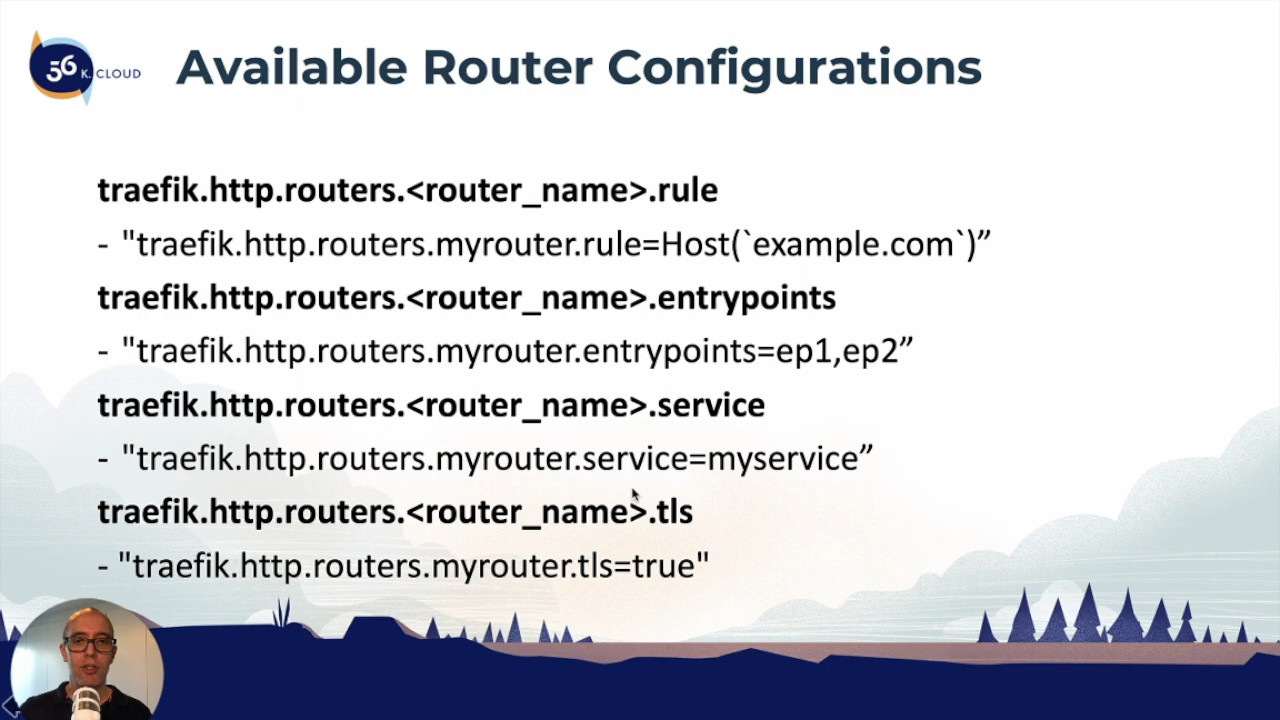 56 K. CLOUD
Available Router Configurations
traefik.http.routers.<router_name>.rule
- "traefik.http.routers.myrouter.rule=Host(`example.com`)”
traefik.http.routers.<router_name>.entrypoints
- "traefik.http.routers.myrouter.entrypoints=ep1,ep2”
traefik.http.routers.<router_name>.service
- "traefik.http.routers.myrouter.service=myservice”
traefik.http.routers.<router_name>.tls
- "traefik.http.routers.myrouter.tls=true"